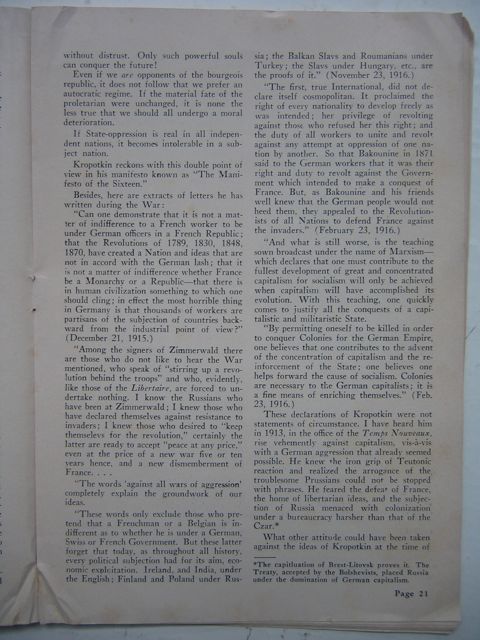 without distrust. Only such powerful souls
can conquer the future!
Even if we are opponents of the bourgeois
republic, it does not follow that we prefer an
autocratic regime. If the material fate of the
proletarian were unchanged, it is none the
less true that we should all undergo a moral
deterioration.
If State-oppression is real in all indepen-
dent nations, it becomes intolerable in a sub-
ject nation.
Kropotkin reckons with this double point of
view in his manifesto known as "The Mani-
festo of the Sixteen."
Besides, here are extracts of letters he has
written during the War:
"Can one demonstrate that it is not a mat-
ter of indifference to a French worker to be
under German officers in a French Republic;
that the Revolutions of 1789, 1830, 1848,
1870, have created a Nation and ideas that are
not in accord with the German lash; that it
is not a matter of indifference whether France
be a Monarchy or a Republic—that there is
in human civilization something to which one
should cling; in effect the most horrible thing
in Germany is that thousands of workers are
partisans of the subjection of countries back-
ward from the industrial point of view?"
(December 21, 1915.)
"Among the signers of Zimmerwald there
are those who do not like to hear the War
mentioned, who speak of "stirring up a revo-
lution behind the troops" and who, evidently,
like those of the Libertaire, are forced to un-
dertake nothing. I know the Russians who
have been at Zimmerwald; I knew those who
have declared themselves against resistance to
invaders; I knew those who desired to "keep
themselevs for the revolution," certainly the
latter are ready to accept "peace at any price,"
even at the price of a new war five or ten
years hence, and a new dismemberment of
France. . . .
"The words 'against all wars of aggression'
completely explain the groundwork of our
ideas.
"These words only exclude those who pre-
tend that a Frenchman or a Belgian is in-
different as to whether he is under a German,
Swiss or French Government. But these latter
forget that today, as throughout all history,
every political subjection had for its aim, eco-
nomic exploitation. Ireland, and India, under
the English; Finland and Poland under Rus-
sia; the Balkan Slavs and Roumanians under
Turkey; the Slavs under Hungary, etc., are
the proofs of it." (November 23, 1916.)
"The first, true International, did not de-
clare itself cosmopolitan. It proclaimed the
right of every nationality to develop freely as
was intended; her privilege of revolting
against those who refused her this right; and
the duty of all workers to unite and revolt
against any attempt at oppression of one na-
tion by another. So that Bakounine in 1871
said to the German workers that it was their
right and duty to revolt against the Govern-
ment which intended to make a conquest of
France. But, as Bakounine and his friends
well knew that the German people would not
heed them, they appealed to the Revolution-
ists of all Nations to defend France against
the invaders." (February 23, 1916.)
"And what is still worse, is the teaching
sown broadcast under the name of Marxism—
which declares that one must contribute to the
fullest development of great and concentrated
capitalism for socialism will only be achieved
when capitalism will have accomplished its
evolution. With this teaching, one quickly
comes to justify all the conquests of a capi-
talistic and militaristic State.
"By permitting oneself to be killed in order
to conquer Colonies for the German Empire,
one believes that one contributes to the advent
of the concentration of capitalism and the re-
inforcement of the State; one believes one
helps forward the cause of socialism. Colonies
are necessary to the German capitalists; it is
a fine means of enriching themselves." (Feb.
23, 1916.)
These declarations of Kropotkin were not
statements of circumstance. I have heard him
in 1913, in the office of the Temps Nouveaux,
rise vehemently against capitalism, vis-à-vis
with a German aggression that already seemed
possible. He knew the iron grip of Teutonic
reaction and realized the arrogance of the
troublesome Prussians could not be stopped
with phrases. He feared the defeat of France,
the home of libertarian ideas, and the subjec-
tion of Russia menaced with colonization
under a bureaucracy harsher than that of the
Czar.*
What other attitude could have been taken
against the ideas of Kropotkin at the time of
*The capituation of Brest-Litovsk proves it. The
Treaty, accepted by the Bolshevists, placed Russia
under the domination of German capitalism.
Page 21